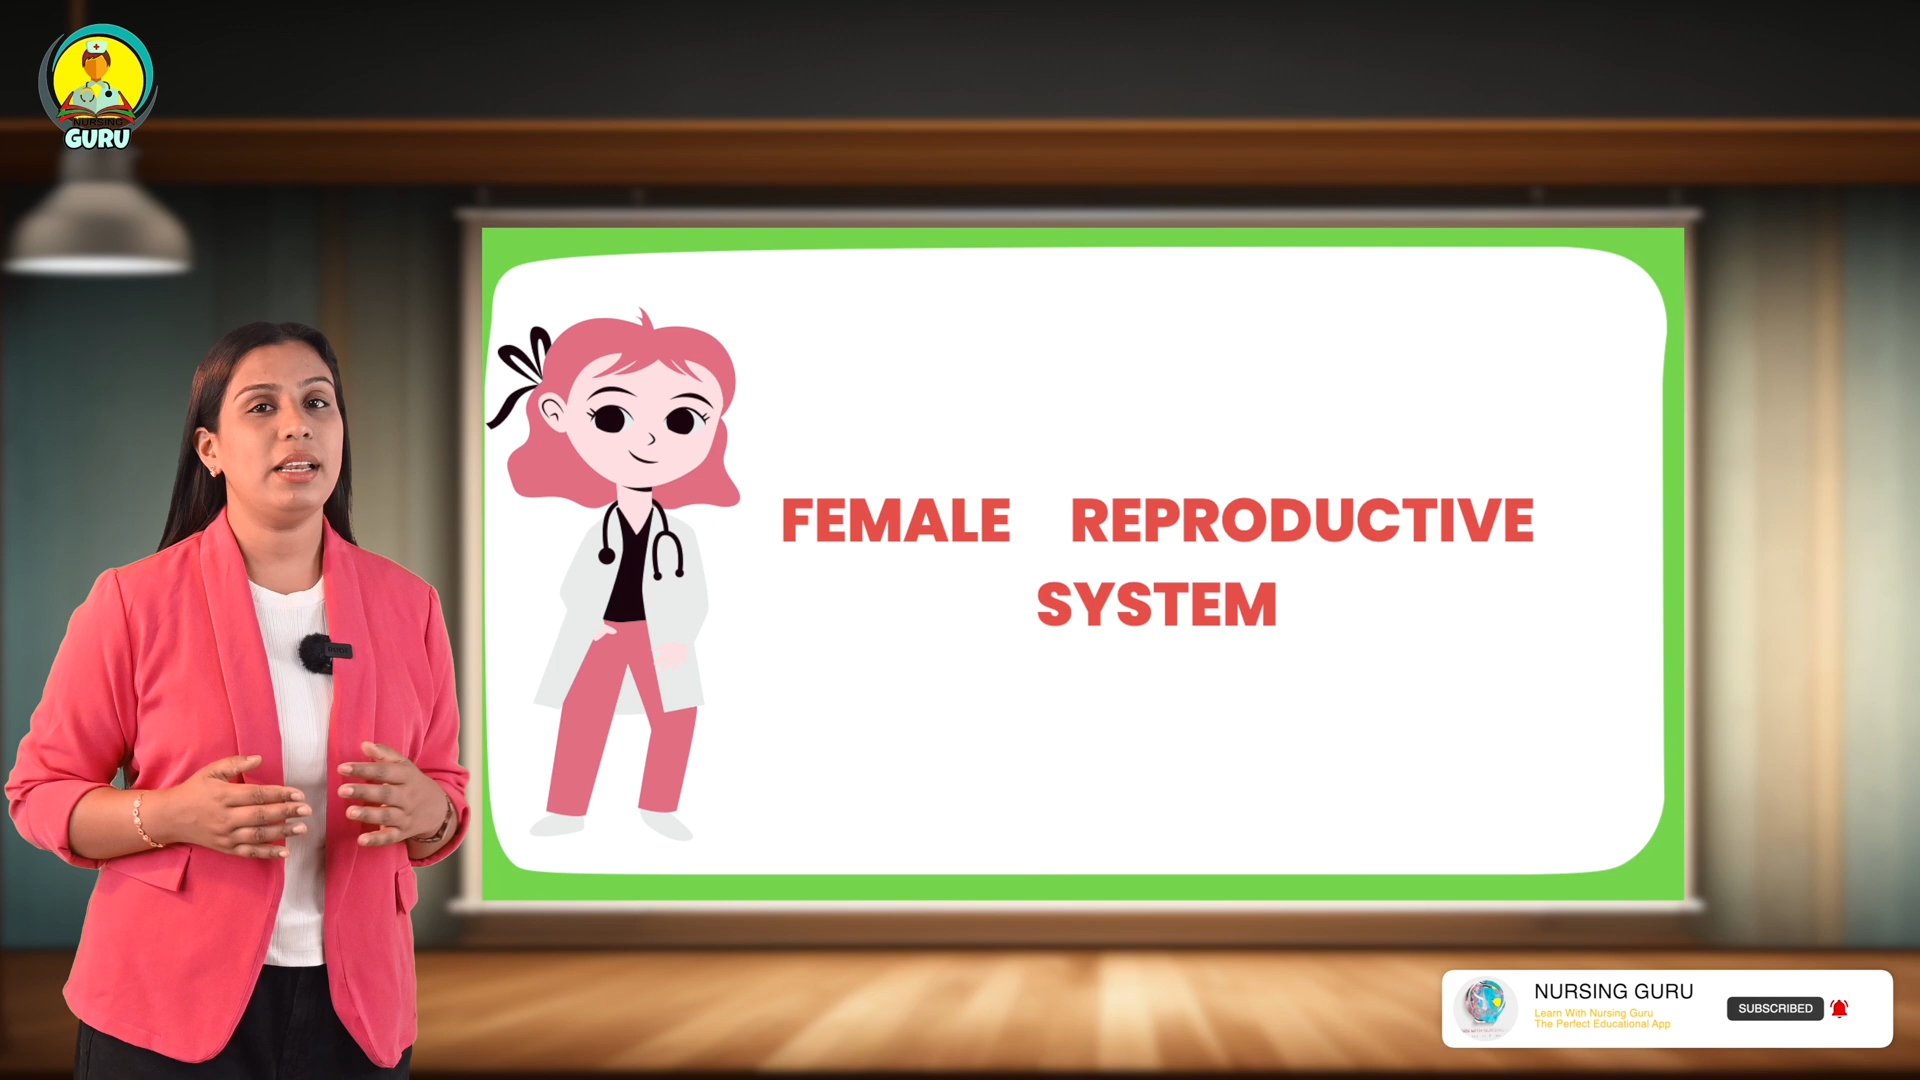 NURSING
GURU
FEMALE REPRODUCTIVE
SYSTEM
NURSING GURU
Learn With Nursing Guru
The Perfect Educational App
SUBSCRIBED